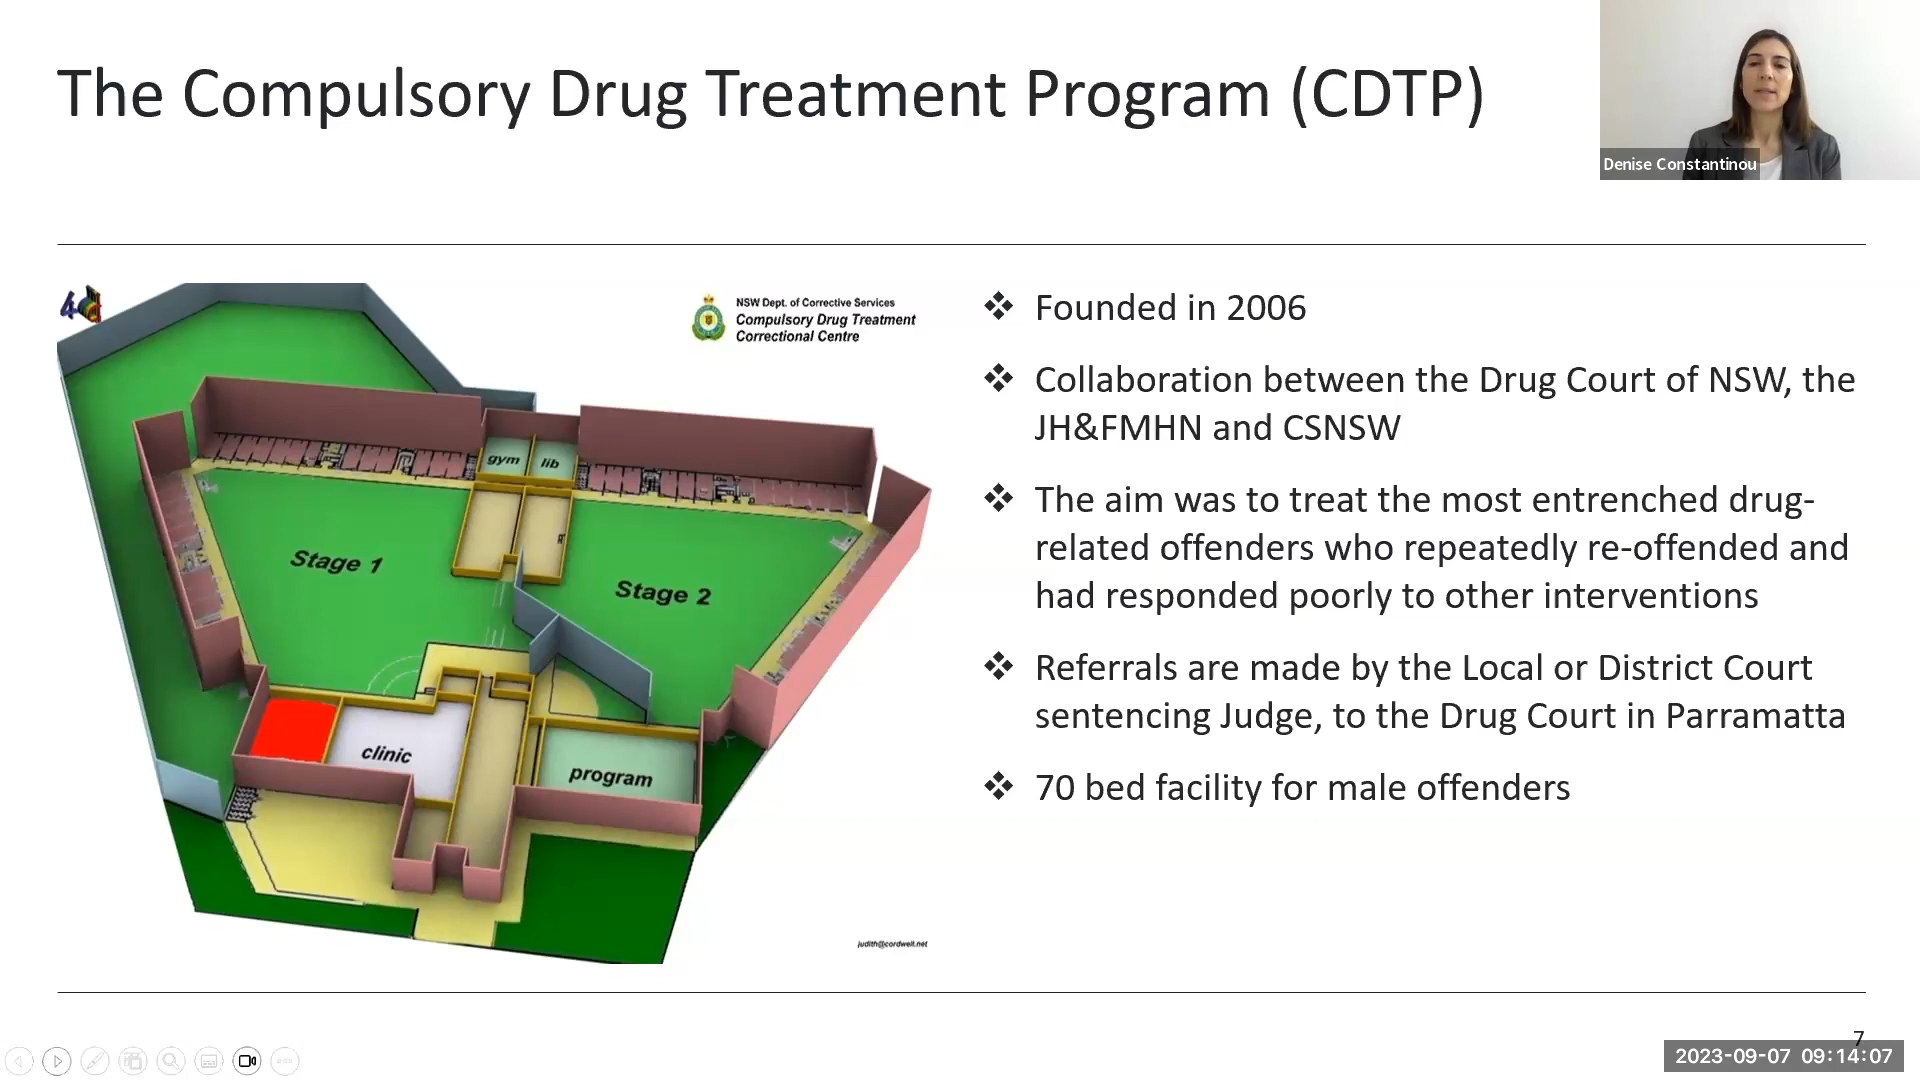 The Compulsory Drug Treatment Program (CDTP)
Denise Constantinou
NSW Dept. of Corrective Services
Compulsory Drug Treatment
Correctional Centre
gym
lib
Stage 1
Stage 2
clinic
program
judith@cordwell.net
❖ Founded in 2006
❖ Collaboration between the Drug Court of NSW, the
JH&FMHN and CSNSW
❖ The aim was to treat the most entrenched drug-
related offenders who repeatedly re-offended and
had responded poorly to other interventions
❖ Referrals are made by the Local or District Court
sentencing Judge, to the Drug Court in Parramatta
❖ 70 bed facility for male offenders
7
2023-09-07 09:14:07